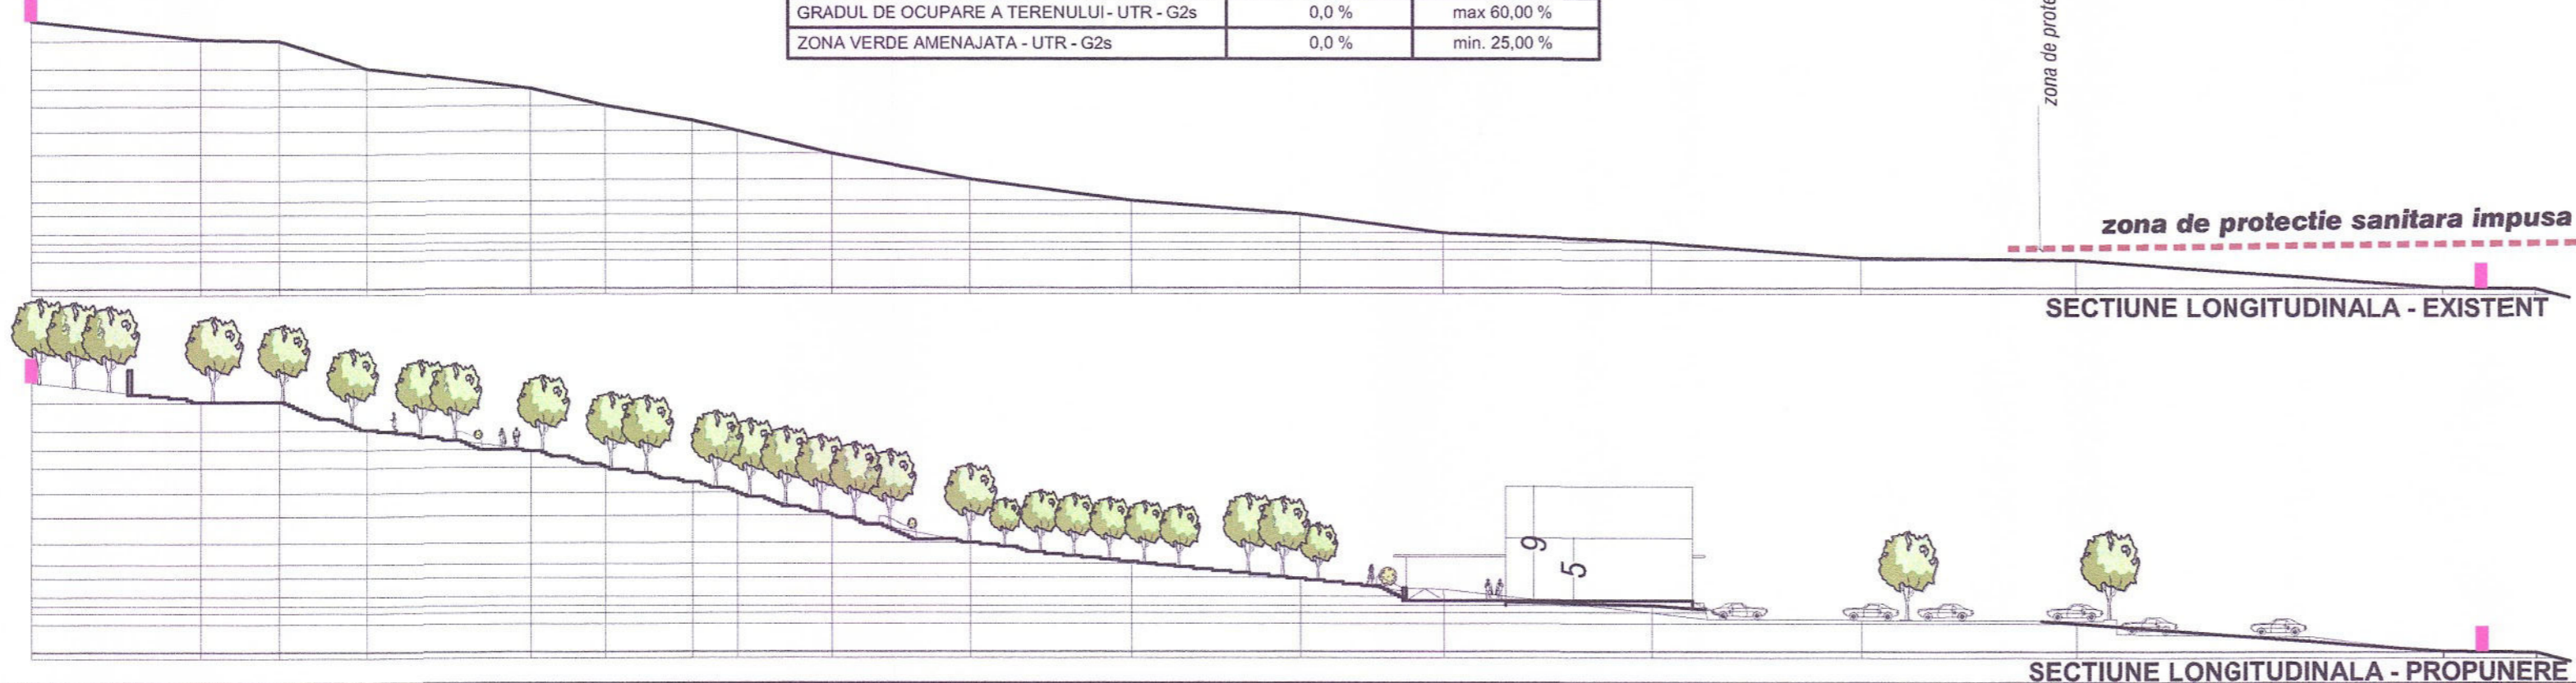 GRADUL DE OCUPARE A TERENULUI - UTR - G2s 0,0 % max 60,00 %
ZONA VERDE AMENAJATA - UTR - G2s 0,0 % min. 25,00 %
zona de prote
zona de protectie sanitara impusa
SECTIUNE LONGITUDINALA - EXISTENT
9
5
SECTIUNE LONGITUDINALA - PROPUNERE